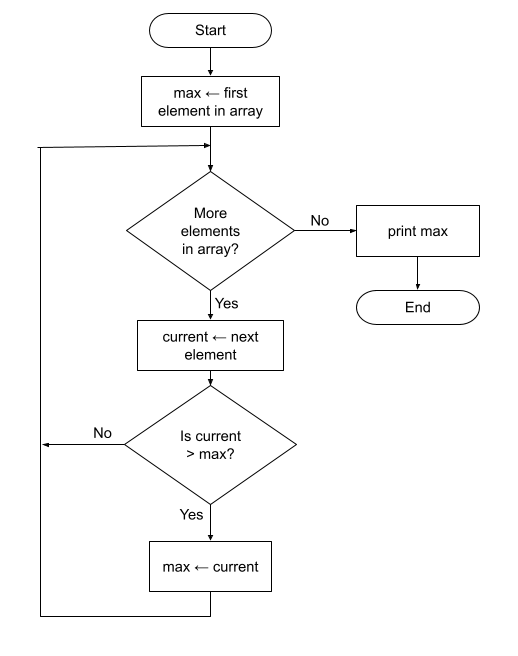 Start
max ← first
element in array
More
elements
in array?
No
print max
End
Yes
current ← next
element
Is current
> max?
No
Yes
max ← current